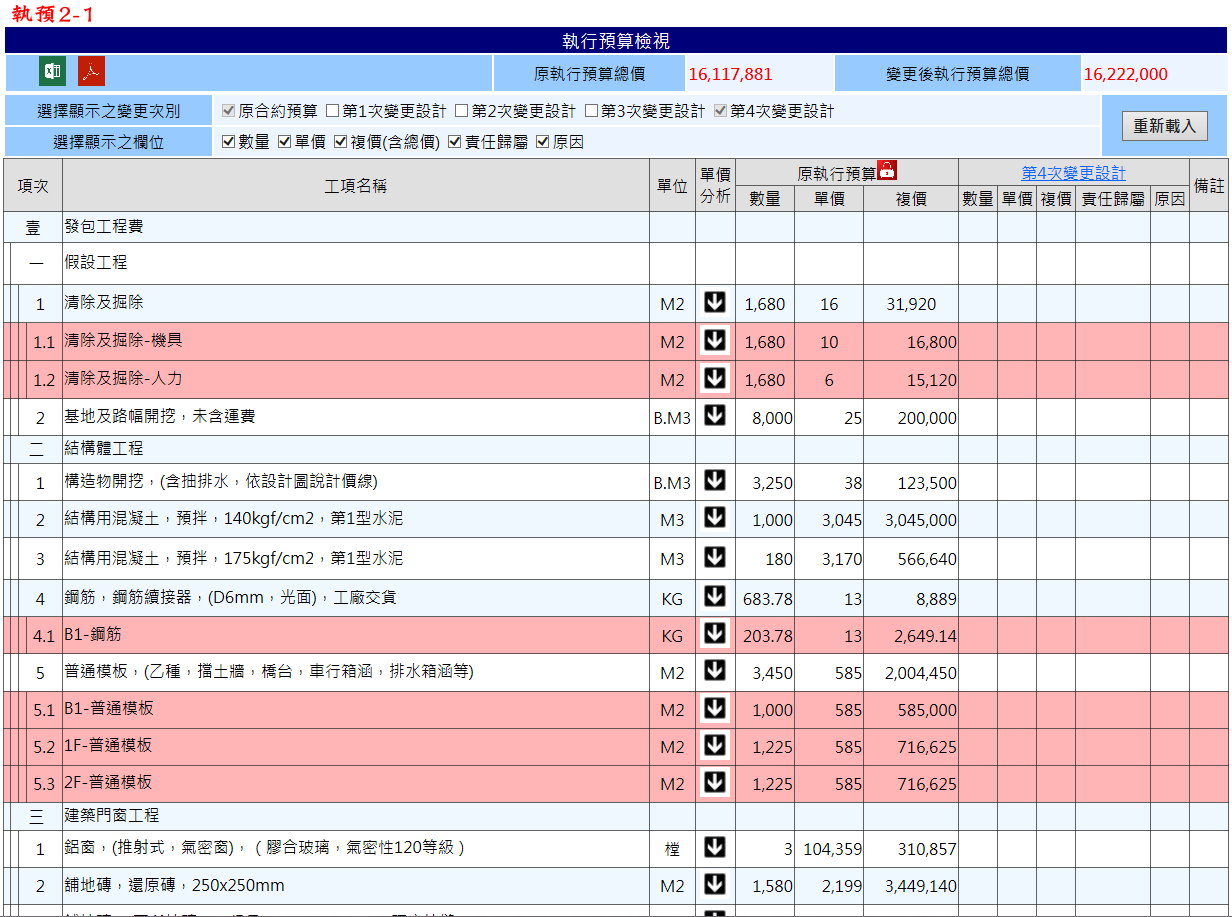 執預2-1
執行預算檢視
原執行預算總價 16,117,881 變更後執行預算總價 16,222,000
選擇顯示之變更次別 原合約預算 第1次變更設計 第2次變更設計 第3次變更設計 第4次變更設計
重新載入
選擇顯示之欄位 數量 單價 複價(含總價) 責任歸屬 原因
項次 工項名稱 單位 單價分析 原執行預算 第4次變更設計 備註
數量 單價 複價 數量 單價 複價 責任歸屬 原因
壹 發包工程費
一 假設工程
1 清除及掘除 M2 1,680 16 31,920
1.1 清除及掘除-機具 M2 1,680 10 16,800
1.2 清除及掘除-人力 M2 1,680 6 15,120
2 基地及路幅開挖，未含運費 B.M3 8,000 25 200,000
二 結構體工程
1 構造物開挖，(含抽排水，依設計圖說計價線) B.M3 3,250 38 123,500
2 結構用混凝土，預拌，140kgf/cm2，第1型水泥 M3 1,000 3,045 3,045,000
3 結構用混凝土，預拌，175kgf/cm2，第1型水泥 M3 180 3,170 566,640
4 鋼筋，鋼筋續接器，(D6mm，光面)，工廠交貨 KG 683.78 13 8,889
4.1 B1-鋼筋 KG 203.78 13 2,649.14
5 普通模板，(乙種，擋土牆，橋台，車行箱涵，排水箱涵等) M2 3,450 585 2,004,450
5.1 B1-普通模板 M2 1,000 585 585,000
5.2 1F-普通模板 M2 1,225 585 716,625
5.3 2F-普通模板 M2 1,225 585 716,625
三 建築門窗工程
1 鋁窗，(推射式，氣密窗)，（膠合玻璃，氣密性120等級） 樘 3 104,359 310,857
2 舖地磚，還原磚，250x250mm M2 1,580 2,199 3,449,140